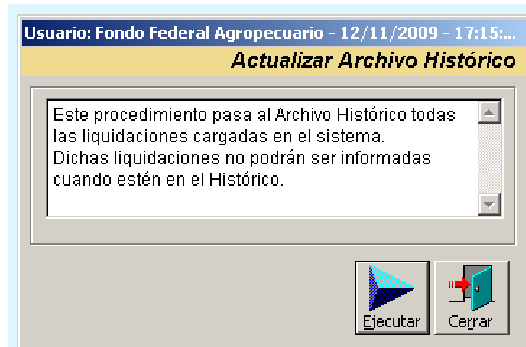 Usuario: Fondo Federal Agropecuario - 12/11/2009 - 17:15:...
Actualizar Archivo Histórico
Este procedimiento pasa al Archivo Histórico todas
las liquidaciones cargadas en el sistema.
Dichas liquidaciones no podrán ser informadas
cuando estén en el Histórico.
Ejecutar
Cerrar